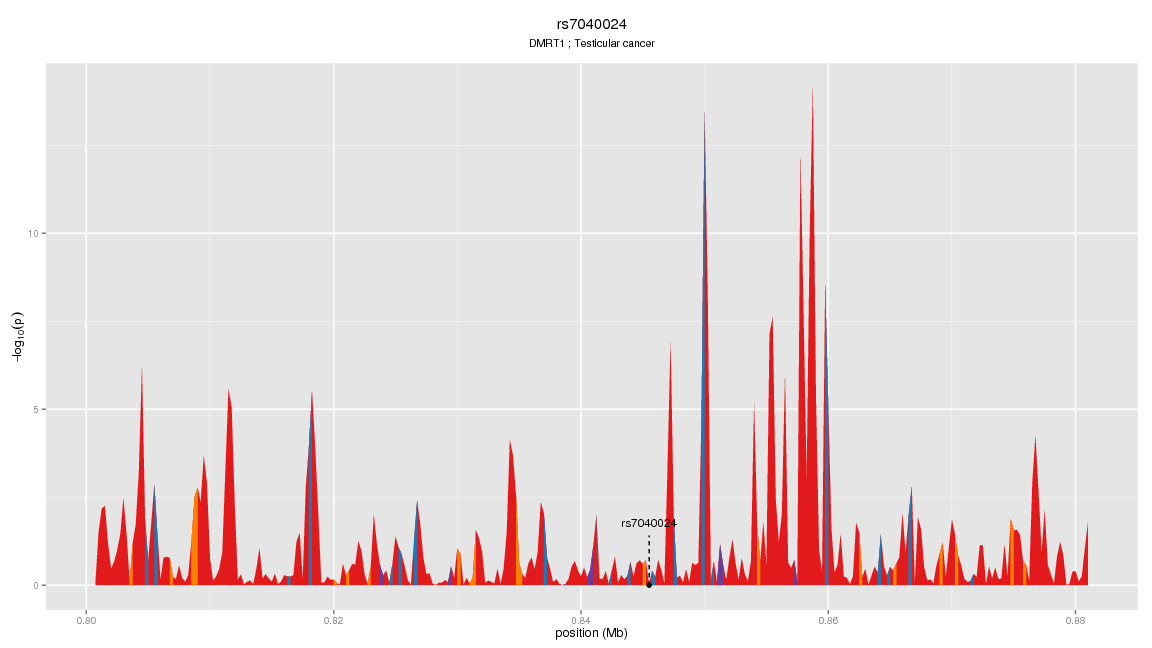 rs7040024
DMRT1 ; Testicular cancer
−log10(p)
10
5
0
rs7040024
0.80 0.82 0.84 0.86 0.88
position (Mb)